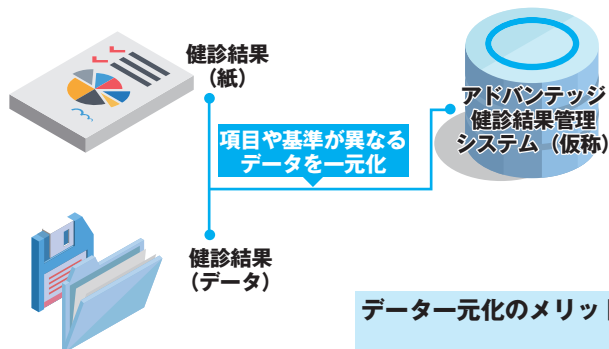 健診結果
（紙）
項目や基準が異なる
データを一元化
アドバンテッジ
健診結果管理
システム（仮称）
健診結果
（データ）
データ一元化のメリット